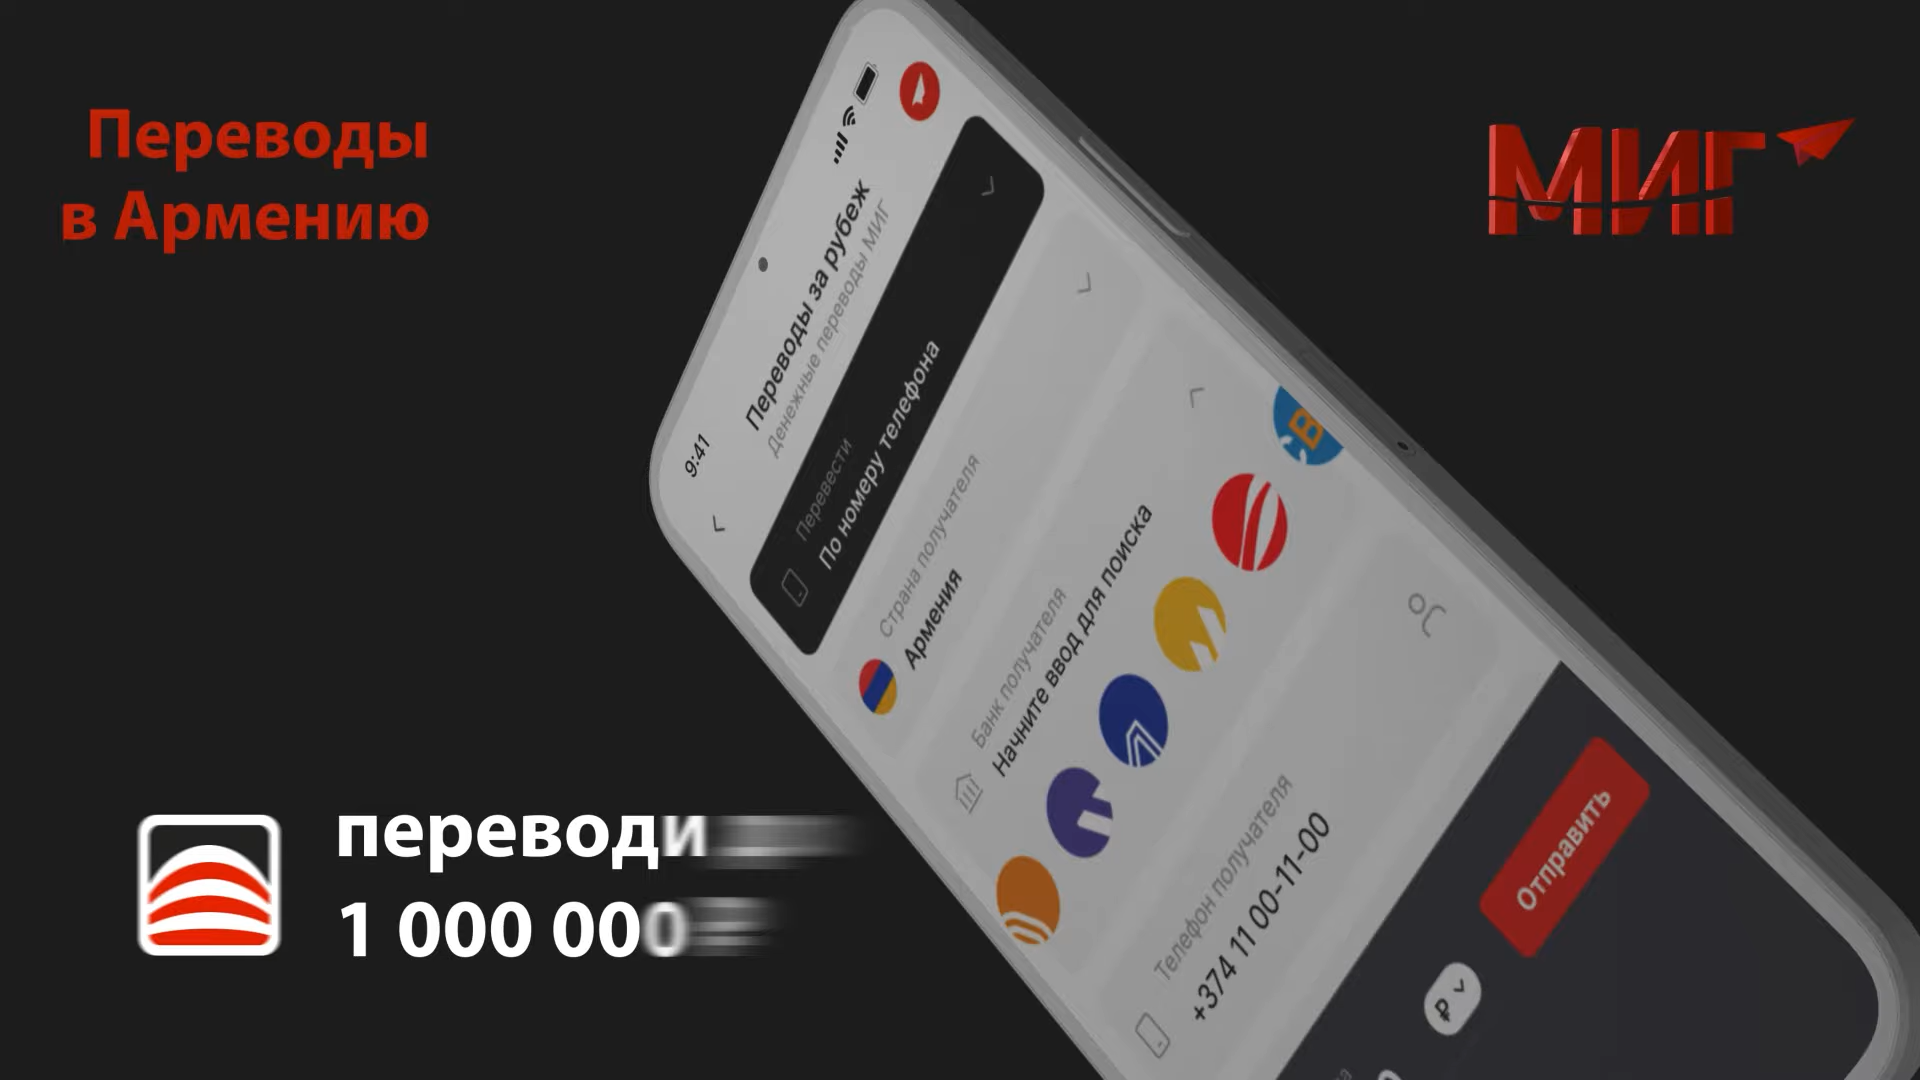 Переводы
в Армению
МИГ
9:41
Переводы за рубеж
Денежные переводы МИГ
Перевести
По номеру телефона
Страна получателя
Армения
Банк получателя
Начните ввод для поиска
B
Телефон получателя
+374 11 00-11-00
Отправить
₽
переводи
1 000 000